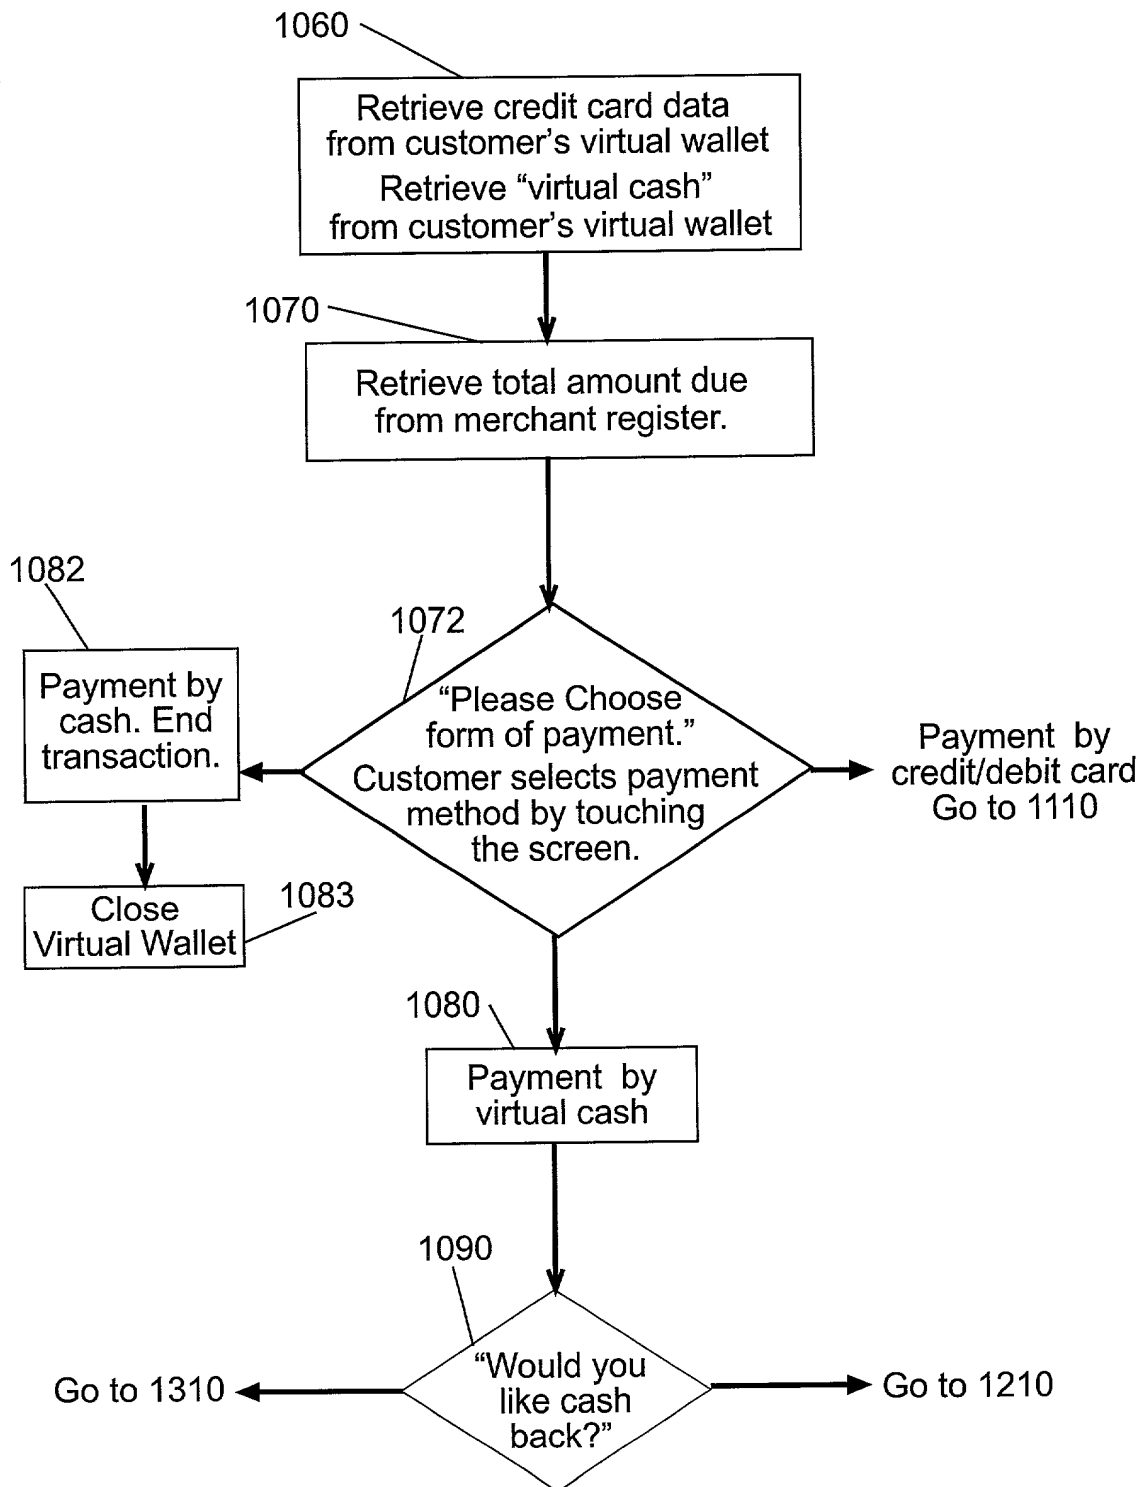 1060
Retrieve credit card data
from customer’s virtual wallet
Retrieve “virtual cash”
from customer’s virtual wallet
1070
Retrieve total amount due
from merchant register.
1082
1072
Payment by
cash. End
transaction.
“Please Choose
form of payment.”
Customer selects payment
method by touching
the screen.
Payment by
credit/debit card
Go to 1110
Close
Virtual Wallet
1083
1080
Payment by
virtual cash
1090
“Would you
like cash
back?”
Go to 1310
Go to 1210